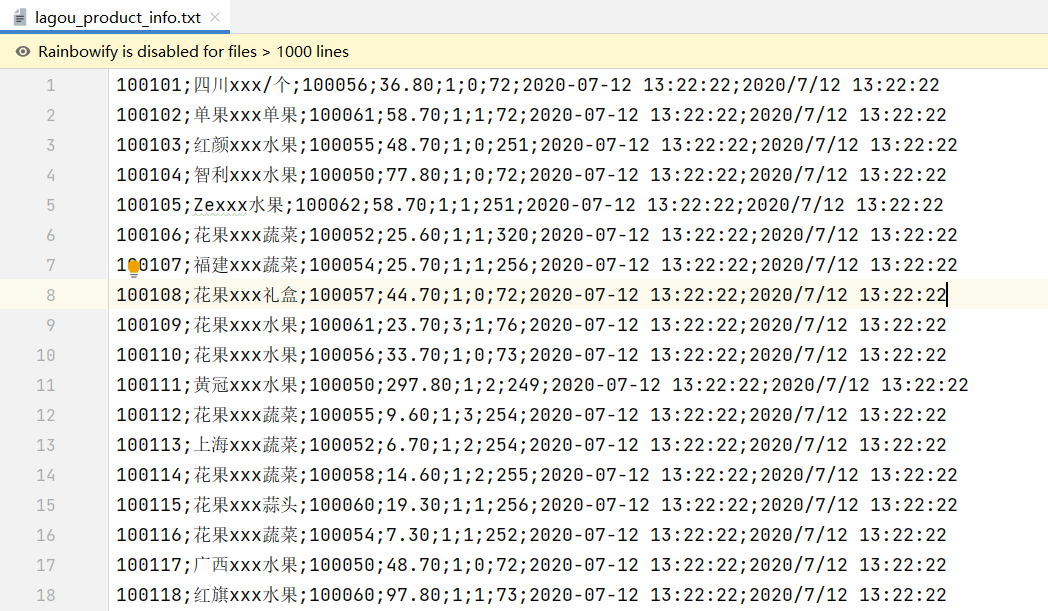 lagou_product_info.txt
Rainbowify is disabled for files > 1000 lines
1 100101;四川xxx/个;100056;36.80;1;0;72;2020-07-12 13:22:22;2020/7/12 13:22:22
2 100102;单果xxx单果;100061;58.70;1;1;72;2020-07-12 13:22:22;2020/7/12 13:22:22
3 100103;红颜xxx水果;100055;48.70;1;0;251;2020-07-12 13:22:22;2020/7/12 13:22:22
4 100104;智利xxx水果;100050;77.80;1;0;72;2020-07-12 13:22:22;2020/7/12 13:22:22
5 100105;Zexxx水果;100062;58.70;1;1;251;2020-07-12 13:22:22;2020/7/12 13:22:22
6 100106;花果xxx蔬菜;100052;25.60;1;1;320;2020-07-12 13:22:22;2020/7/12 13:22:22
7 100107;福建xxx蔬菜;100054;25.70;1;1;256;2020-07-12 13:22:22;2020/7/12 13:22:22
8 100108;花果xxx礼盒;100057;44.70;1;0;72;2020-07-12 13:22:22;2020/7/12 13:22:22
9 100109;花果xxx水果;100061;23.70;3;1;76;2020-07-12 13:22:22;2020/7/12 13:22:22
10 100110;花果xxx水果;100056;33.70;1;0;73;2020-07-12 13:22:22;2020/7/12 13:22:22
11 100111;黄冠xxx水果;100050;297.80;1;2;249;2020-07-12 13:22:22;2020/7/12 13:22:22
12 100112;花果xxx蔬菜;100055;9.60;1;3;254;2020-07-12 13:22:22;2020/7/12 13:22:22
13 100113;上海xxx蔬菜;100052;6.70;1;2;254;2020-07-12 13:22:22;2020/7/12 13:22:22
14 100114;花果xxx蔬菜;100058;14.60;1;2;255;2020-07-12 13:22:22;2020/7/12 13:22:22
15 100115;花果xxx蒜头;100060;19.30;1;1;256;2020-07-12 13:22:22;2020/7/12 13:22:22
16 100116;花果xxx蔬菜;100054;7.30;1;1;252;2020-07-12 13:22:22;2020/7/12 13:22:22
17 100117;广西xxx水果;100050;48.70;1;0;72;2020-07-12 13:22:22;2020/7/12 13:22:22
18 100118;红旗xxx水果;100060;97.80;1;1;73;2020-07-12 13:22:22;2020/7/12 13:22:22